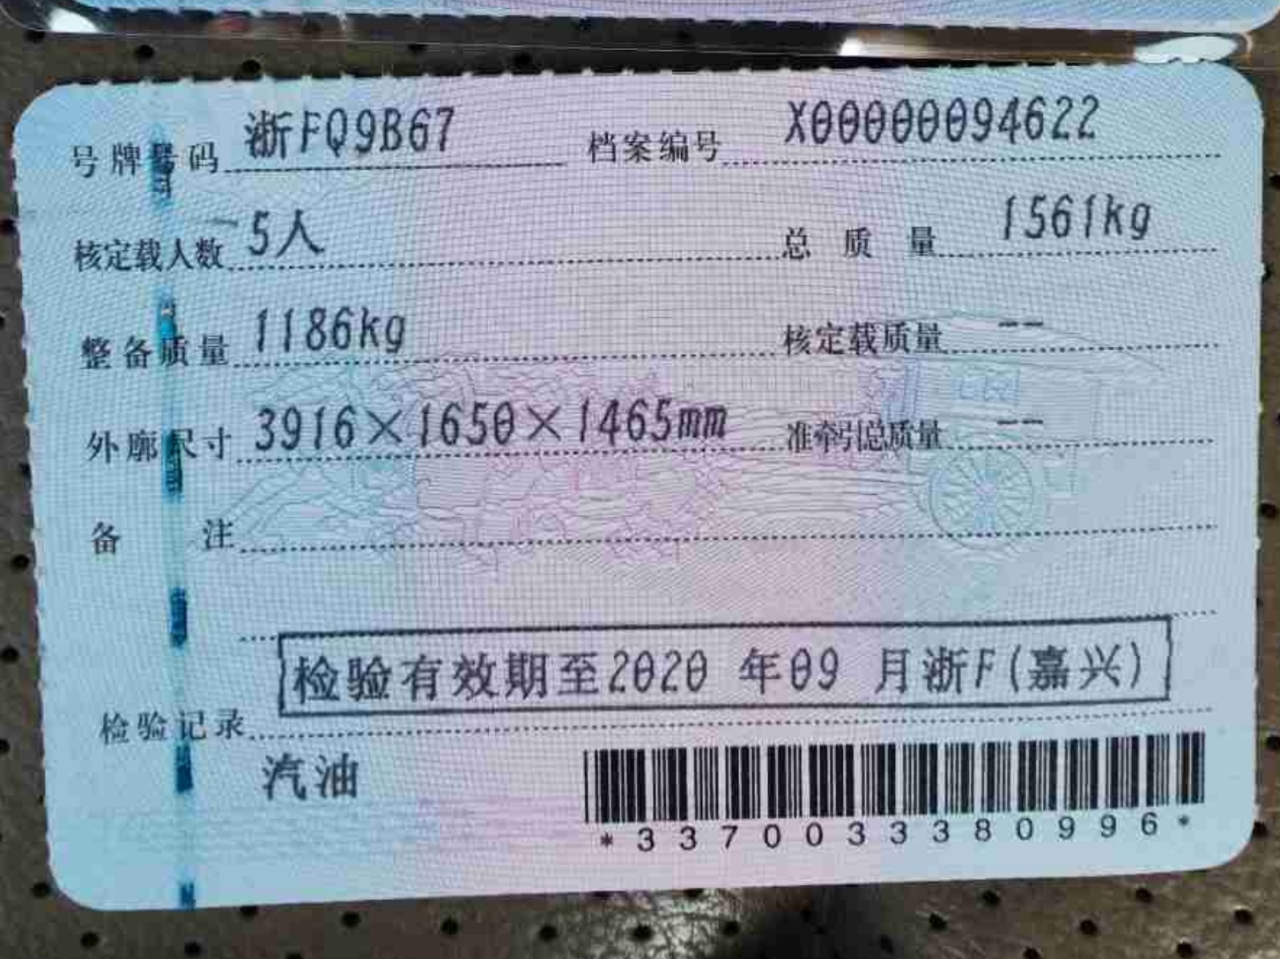 号牌号码 浙FQ9B67 档案编号 X00000094622
核定载人数 5人 总质量 1561kg
整备质量 1186kg 核定载质量 --
外廓尺寸 3916×1650×1465mm 准牵引总质量 --
备注
检验记录 检验有效期至2020 年09 月浙F(嘉兴)
汽油
*3370033380996*